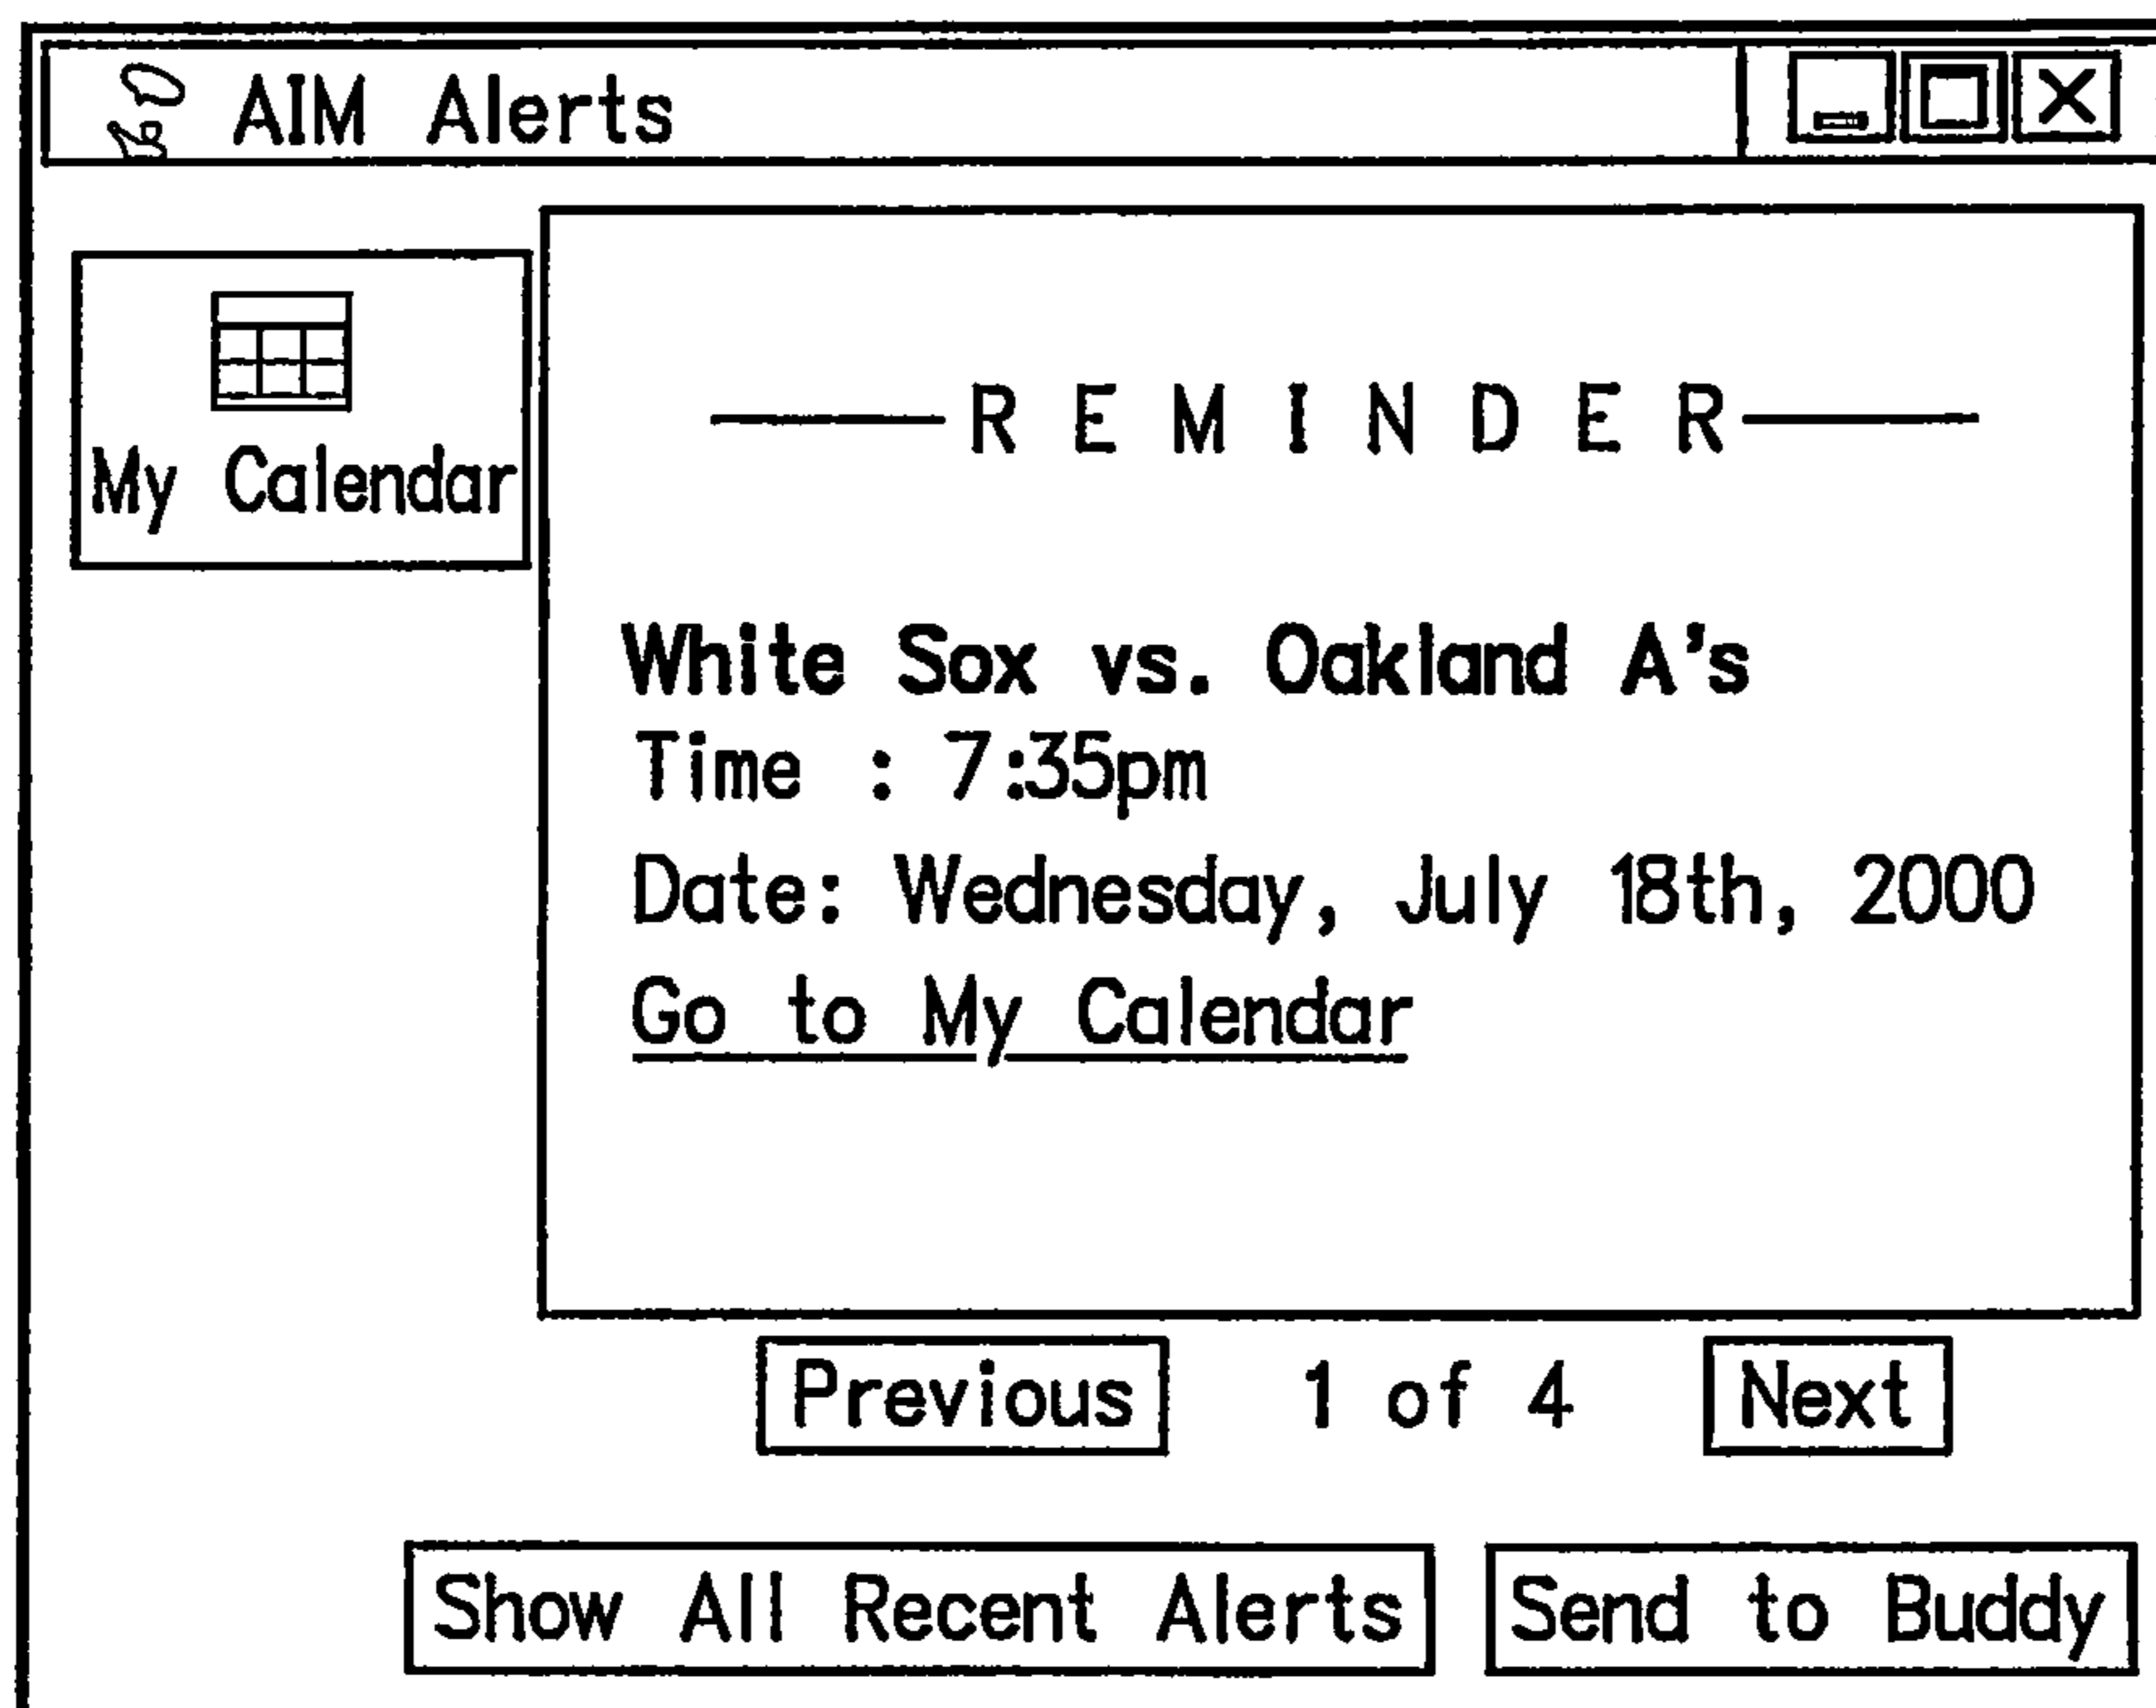 AIM Alerts
My Calendar
REMINDER
White Sox vs. Oakland A's
Time : 7:35pm
Date: Wednesday, July 18th, 2000
Go to My Calendar
Previous 1 of 4 Next
Show All Recent Alerts Send to Buddy